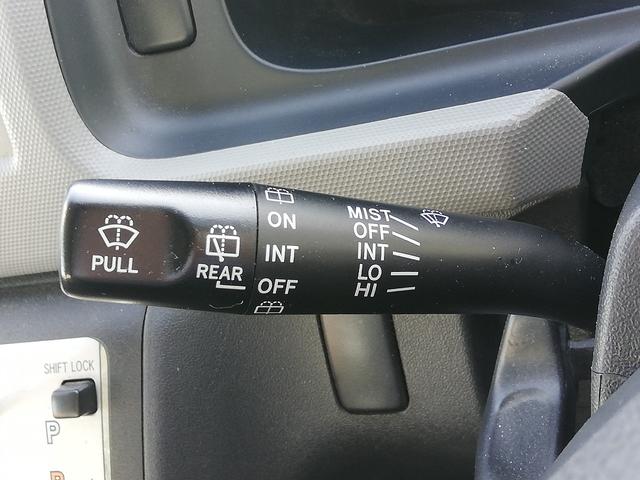 PULL
REAR
ON
INT
OFF
MIST
OFF
INT
LO
HI
SHIFT LOCK
P
R